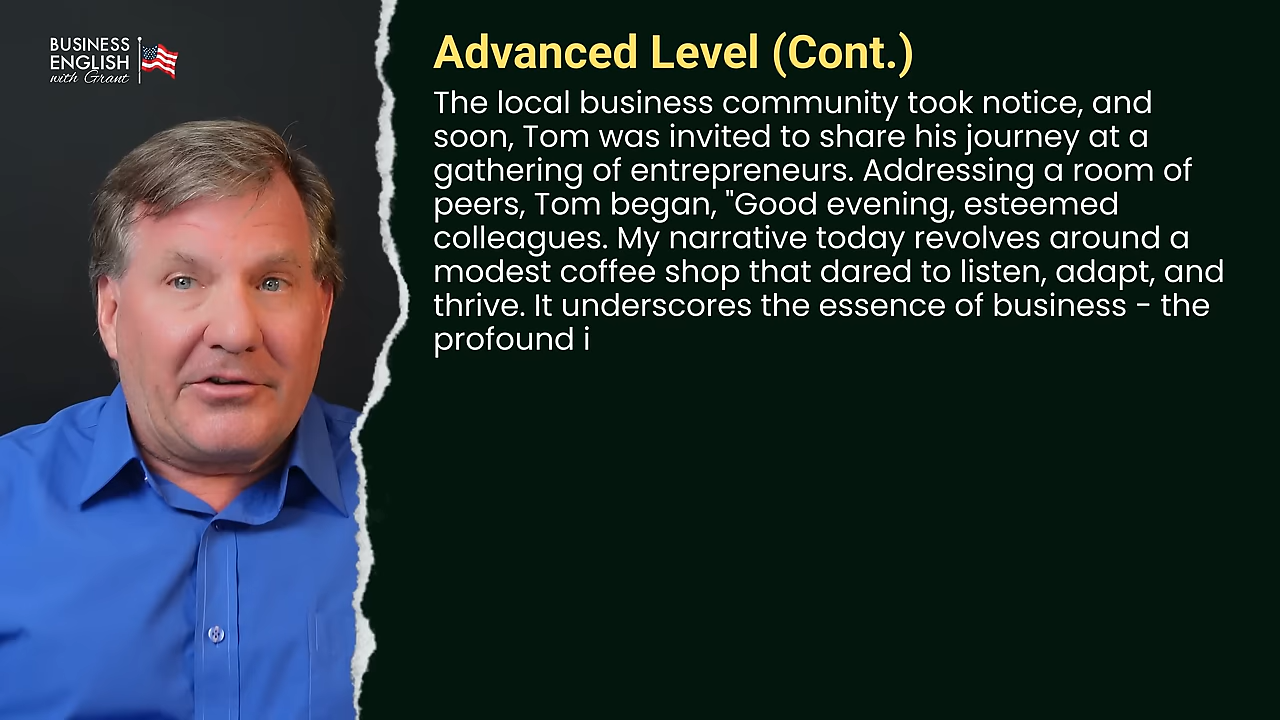 BUSINESS
ENGLISH
with Grant
Advanced Level (Cont.)
The local business community took notice, and
soon, Tom was invited to share his journey at a
gathering of entrepreneurs. Addressing a room of
peers, Tom began, "Good evening, esteemed
colleagues. My narrative today revolves around a
modest coffee shop that dared to listen, adapt, and
thrive. It underscores the essence of business - the
profound i